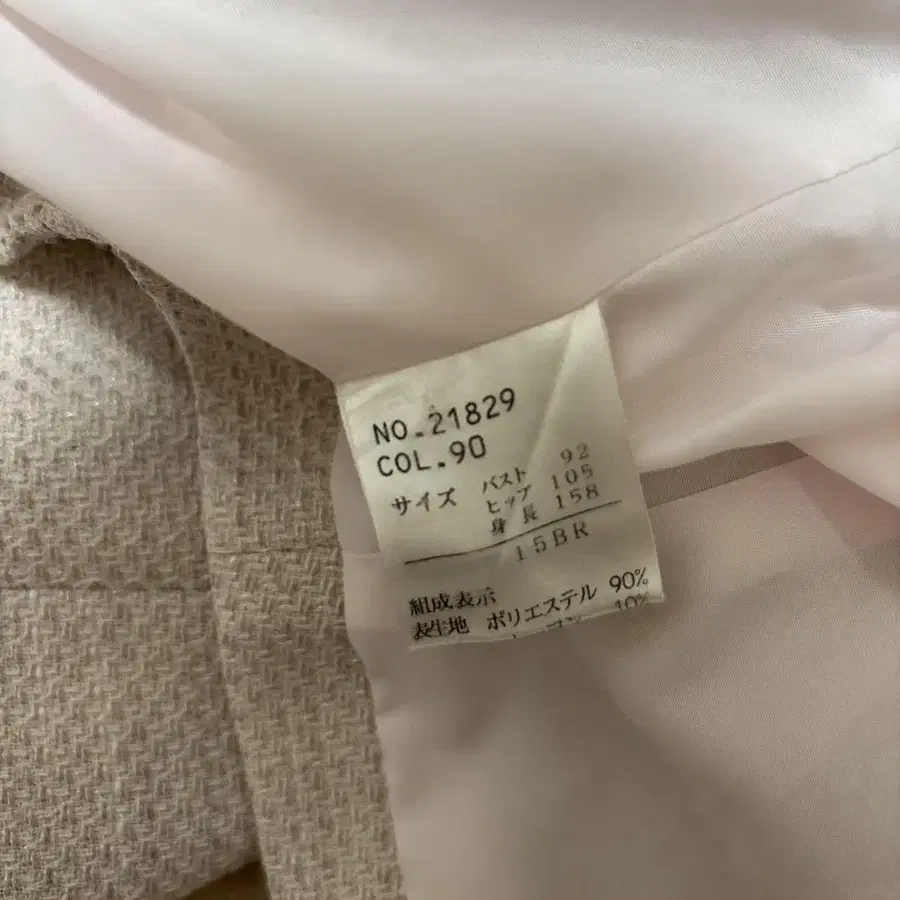 NO.21829
COL.90
サイズ バスト 92
ヒップ 105
身長 158
15BR
組成表示
表生地 ポリエステル 90%
10%